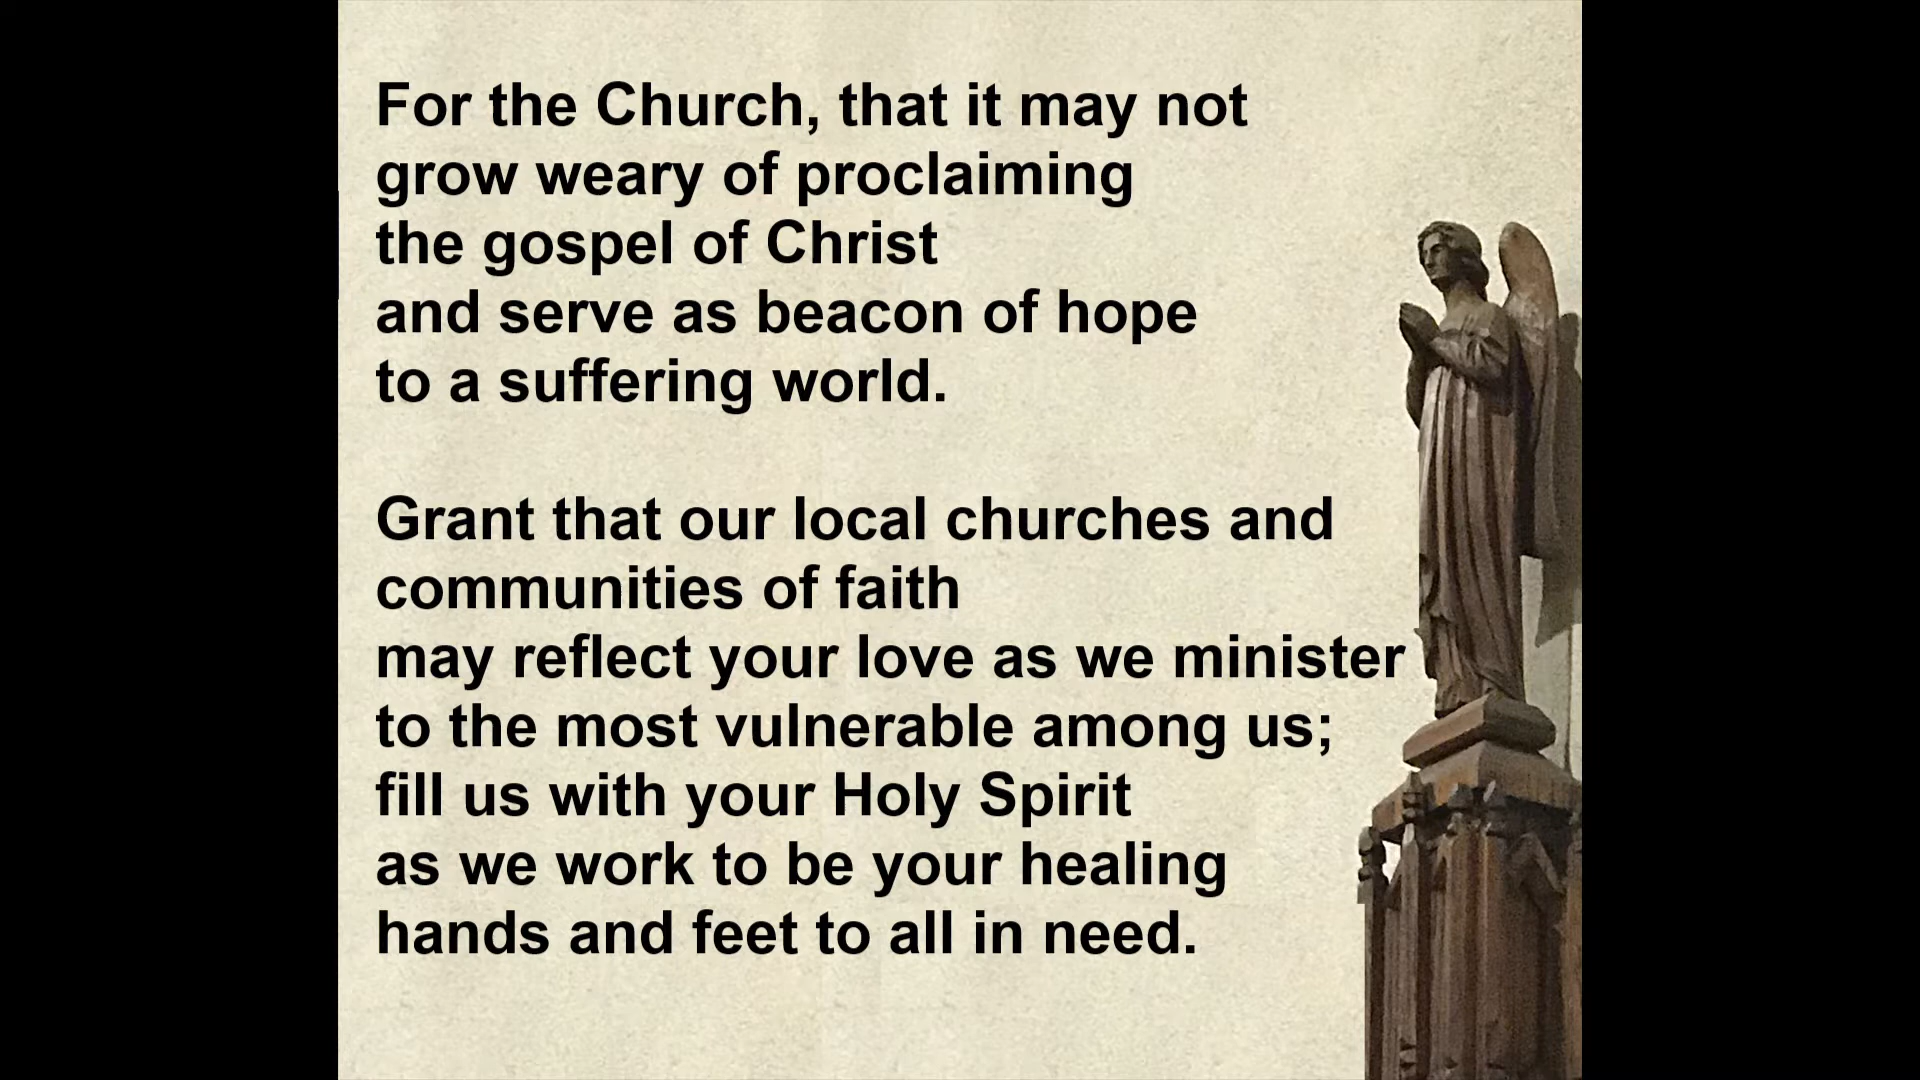 For the Church, that it may not
grow weary of proclaiming
the gospel of Christ
and serve as beacon of hope
to a suffering world.
Grant that our local churches and
communities of faith
may reflect your love as we minister
to the most vulnerable among us;
fill us with your Holy Spirit
as we work to be your healing
hands and feet to all in need.